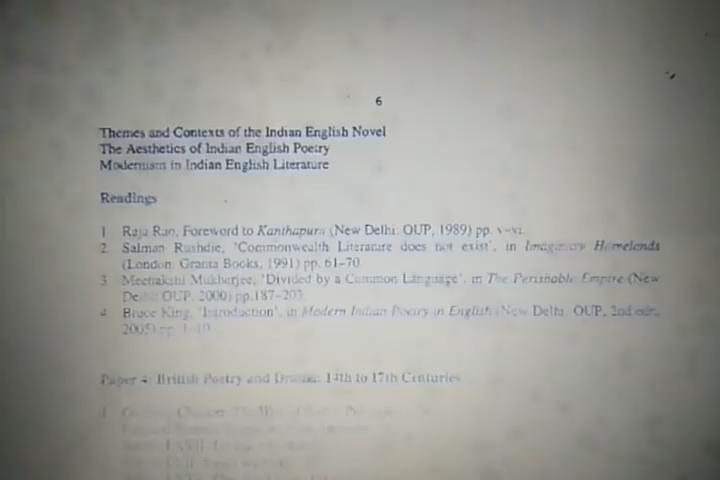 6
Themes and Contexts of the Indian English Novel
The Aesthetics of Indian English Poetry
Modernism in Indian English Literature
Readings
1 Raja Rao, Foreword to Kanthapura (New Delhi: OUP, 1989) pp. v–vi.
2. Salman Rushdie, 'Commonwealth Literature does not exist', in Imaginary Homelands
(London: Granta Books, 1991) pp. 61–70.
3 Meenakshi Mukherjee, 'Divided by a Common Language', in The Perishable Empire (New
Delhi: OUP, 2000) pp.187–203.
4. Bruce King, 'Introduction', in Modern Indian Poetry in English (New Delhi: OUP, 2nd edn.,
2005) pp. 1–10.
Paper 4: British Poetry and Drama: 14th to 17th Centuries